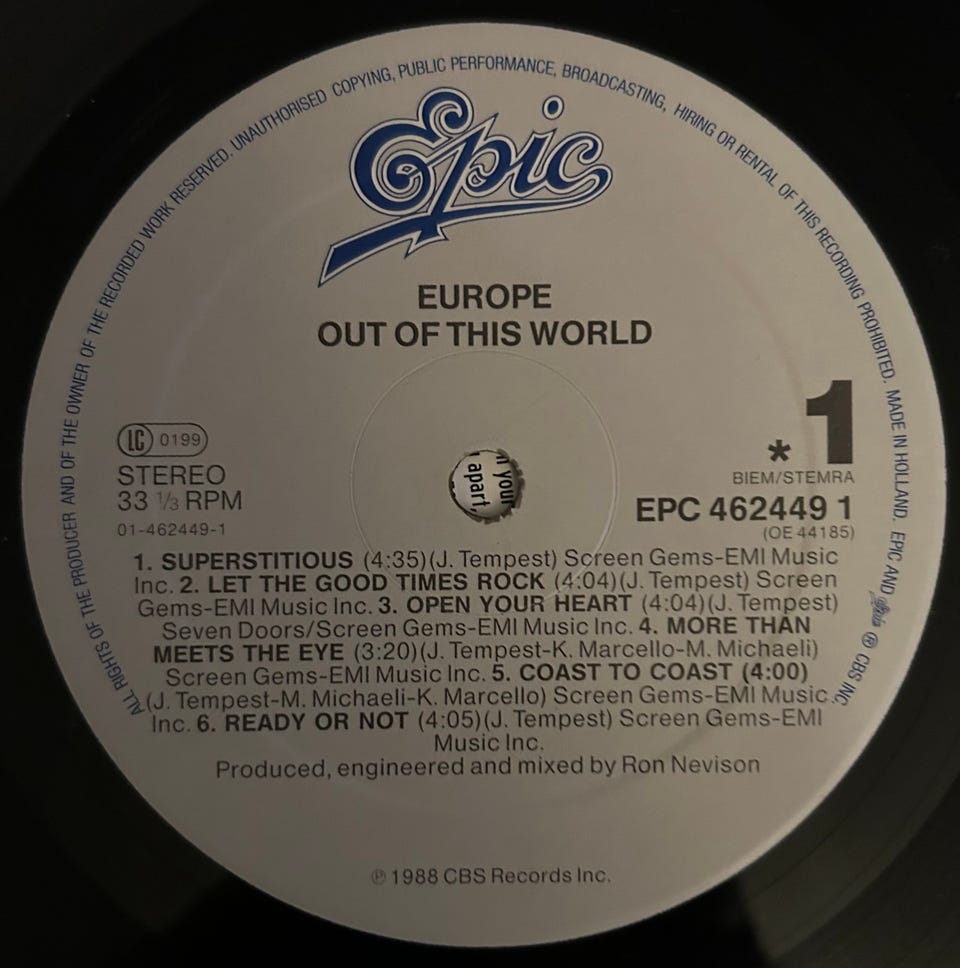 ALL RIGHTS OF THE PRODUCER AND OF THE OWNER OF THE RECORDED WORK RESERVED. UNAUTHORISED COPYING, PUBLIC PERFORMANCE, BROADCASTING, HIRING OR RENTAL OF THIS RECORDING PROHIBITED. MADE IN HOLLAND. EPIC AND Epic ® CBS INC.
Epic
EUROPE
OUT OF THIS WORLD
LC 0199
STEREO
33 1/3 RPM
01-462449-1
* 1
BIEM/STEMRA
EPC 462449 1
(OE 44185)
n your
apart,
1. SUPERSTITIOUS (4:35)(J. Tempest) Screen Gems-EMI Music
Inc. 2. LET THE GOOD TIMES ROCK (4:04)(J. Tempest) Screen
Gems-EMI Music Inc. 3. OPEN YOUR HEART (4:04)(J. Tempest)
Seven Doors/Screen Gems-EMI Music Inc. 4. MORE THAN
MEETS THE EYE (3:20)(J. Tempest-K. Marcello-M. Michaeli)
Screen Gems-EMI Music Inc. 5. COAST TO COAST (4:00)
(J. Tempest-M. Michaeli-K. Marcello) Screen Gems-EMI Music
Inc. 6. READY OR NOT (4:05)(J. Tempest) Screen Gems-EMI
Music Inc.
Produced, engineered and mixed by Ron Nevison
℗ 1988 CBS Records Inc.